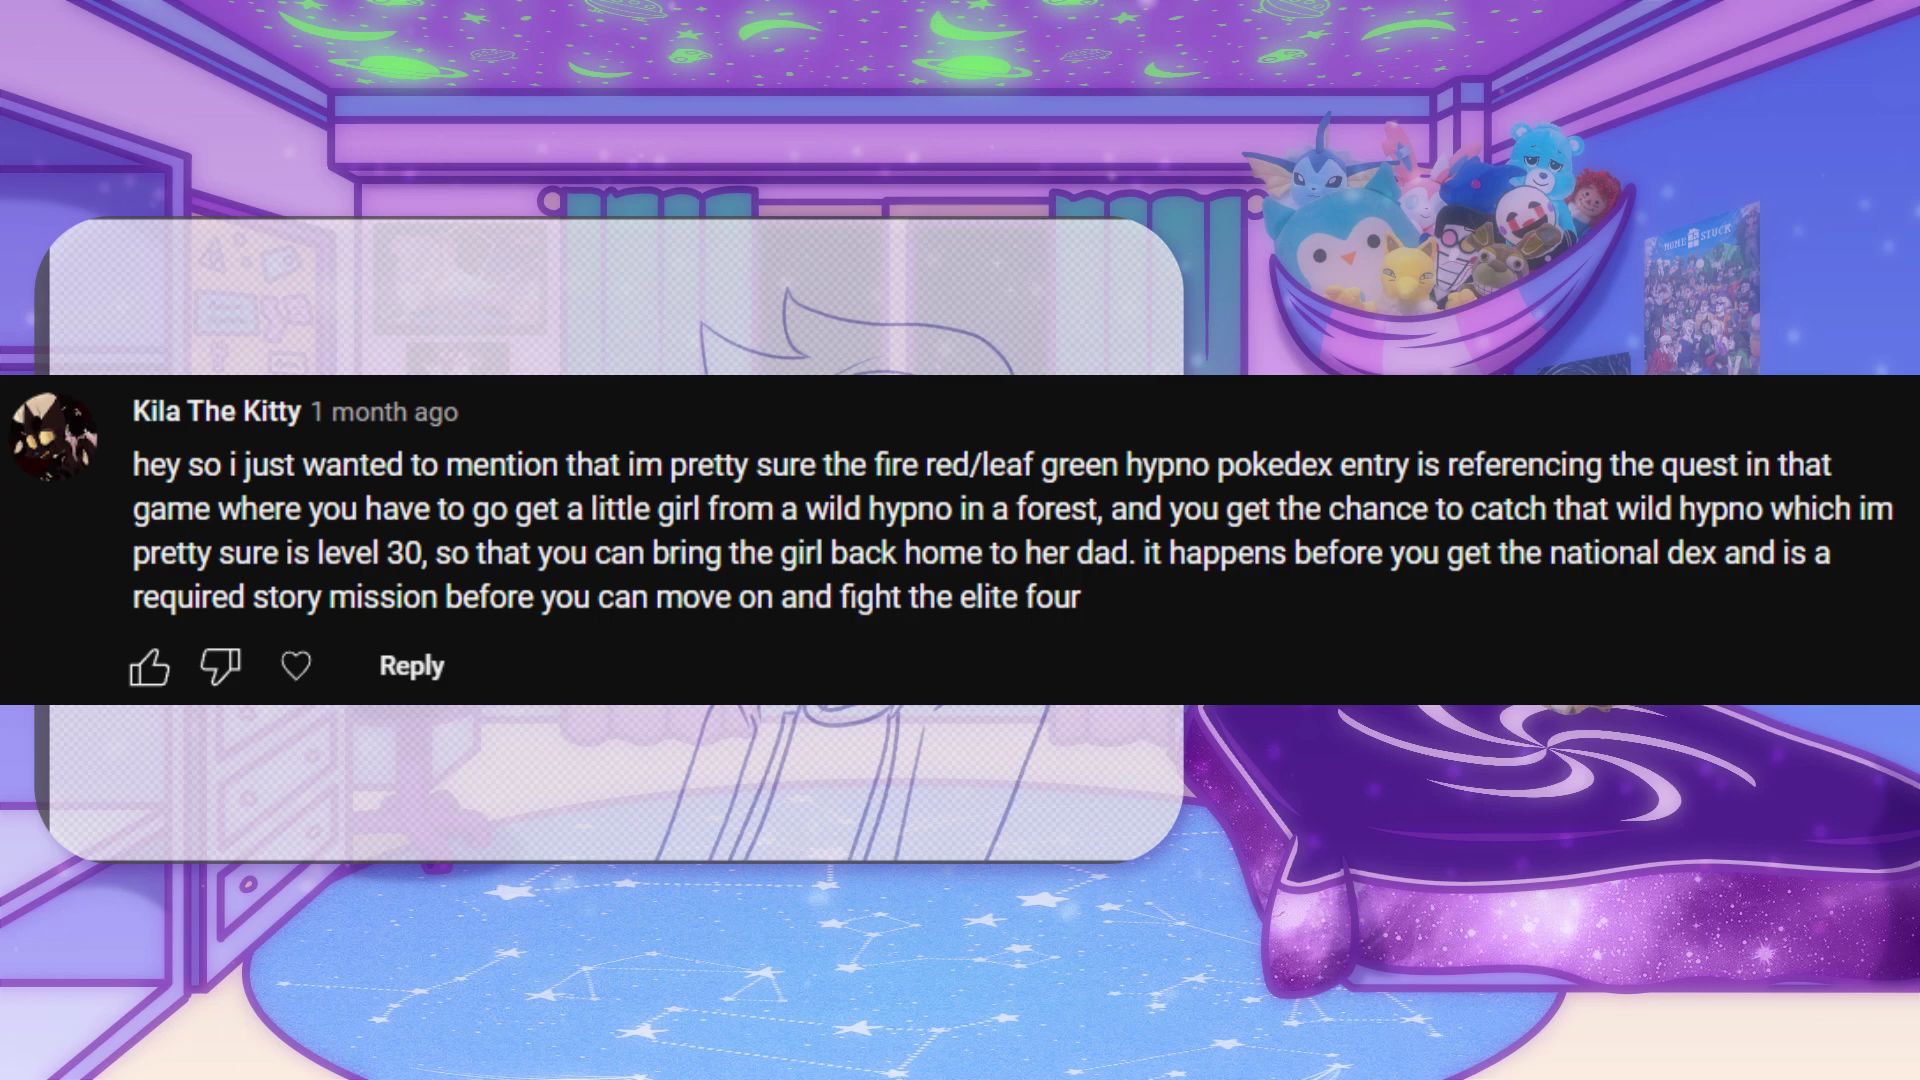 HOMESTUCK
Kila The Kitty 1 month ago
hey so i just wanted to mention that im pretty sure the fire red/leaf green hypno pokedex entry is referencing the quest in that
game where you have to go get a little girl from a wild hypno in a forest, and you get the chance to catch that wild hypno which im
pretty sure is level 30, so that you can bring the girl back home to her dad. it happens before you get the national dex and is a
required story mission before you can move on and fight the elite four
Reply